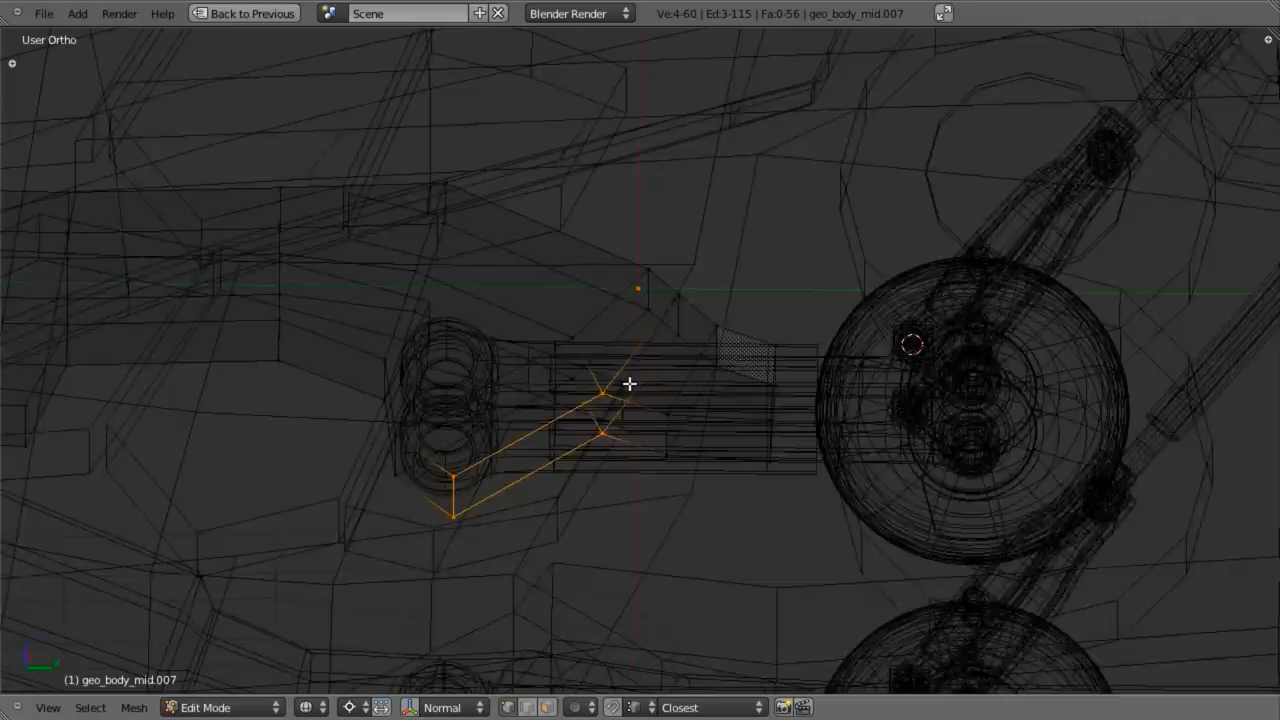 File Add Render Help Back to Previous Scene Blender Render Ve:4-60 | Ed:3-115 | Fa:0-56 | geo_body_mid.007
User Ortho
(1) geo_body_mid.007
View Select Mesh Edit Mode Normal Closest